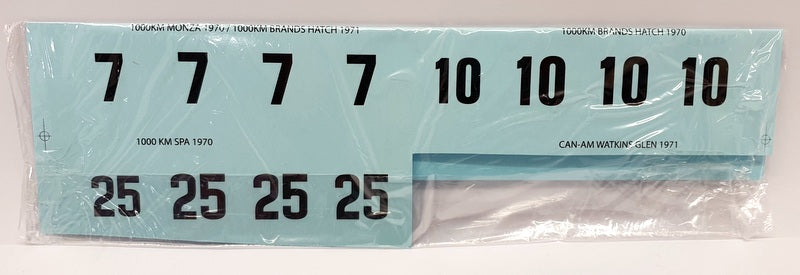 1000KM MONZA 1970 / 1000KM BRANDS HATCH 1971
1000KM BRANDS HATCH 1970
7 7 7 7 10 10 10 10
1000 KM SPA 1970
CAN-AM WATKINS GLEN 1971
25 25 25 25